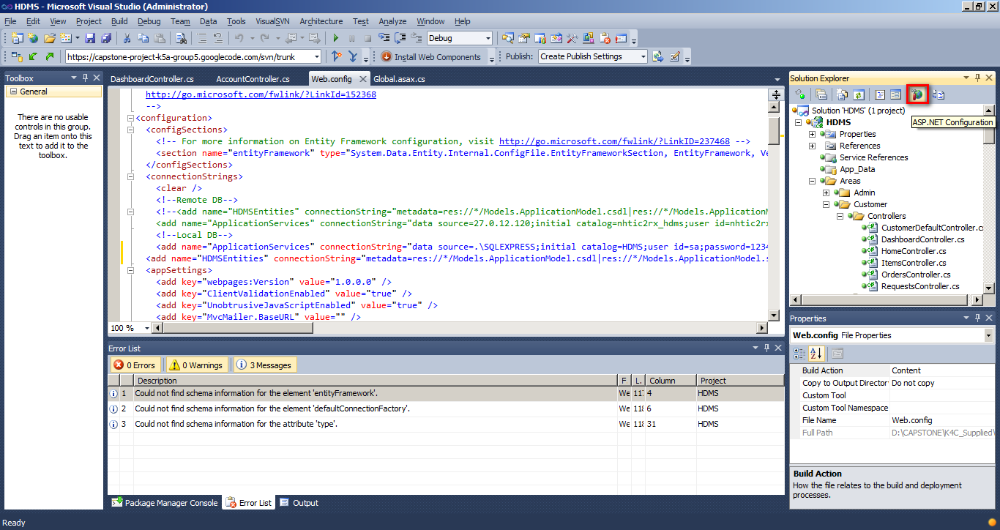 HDMS - Microsoft Visual Studio (Administrator)
File Edit View Project Build Debug Team Data Tools VisualSVN Architecture Test Analyze Window Help
Debug
https://capstone-project-k5a-group5.googlecode.com/svn/trunk Install Web Components Publish: Create Publish Settings
Toolbox
General
There are no usable
controls in this group.
Drag an item onto this
text to add it to the
toolbox.
DashboardController.cs AccountController.cs Web.config Global.asax.cs
http://go.microsoft.com/fwlink/?LinkId=152368
-->
<configuration>
<configSections>
<!-- For more information on Entity Framework configuration, visit http://go.microsoft.com/fwlink/?LinkID=237468 -->
<section name="entityFramework" type="System.Data.Entity.Internal.ConfigFile.EntityFrameworkSection, EntityFramework, Ve
</configSections>
<connectionStrings>
<clear />
<!--Remote DB-->
<!--<add name="HDMSEntities" connectionString="metadata=res://*/Models.ApplicationModel.csdl|res://*/Models.Applicat
<add name="ApplicationServices" connectionString="data source=27.0.12.120;initial catalog=nhtic2rx_hdms;user id=nhtic2rx
<!--Local DB-->
<add name="ApplicationServices" connectionString="data source=.\SQLEXPRESS;initial catalog=HDMS;user id=sa;password=1234
<add name="HDMSEntities" connectionString="metadata=res://*/Models.ApplicationModel.csdl|res://*/Models.ApplicationModel.s
<appSettings>
<add key="webpages:Version" value="1.0.0.0" />
<add key="ClientValidationEnabled" value="true" />
<add key="UnobtrusiveJavaScriptEnabled" value="true" />
<add key="MvcMailer.BaseURL" value="" />
100 %
Error List
0 Errors 0 Warnings 3 Messages
Description F L. Column Project
1 Could not find schema information for the element 'entityFramework'. We 117 4 HDMS
2 Could not find schema information for the element 'defaultConnectionFactory'. We 118 6 HDMS
3 Could not find schema information for the attribute 'type'. We 118 31 HDMS
Package Manager Console Error List Output
Solution Explorer
Solution 'HDMS' (1 project)
ASP.NET Configuration
HDMS
Properties
References
Service References
App_Data
Areas
Admin
Customer
Controllers
CustomerDefaultController.cs
DashboardController.cs
HomeController.cs
ItemsController.cs
OrdersController.cs
RequestsController.cs
Properties
Web.config File Properties
Build Action Content
Copy to Output Director Do not copy
Custom Tool
Custom Tool Namespace
File Name Web.config
Full Path D:\CAPSTONE\K4C_Supplied\
Build Action
How the file relates to the build and deployment
processes.
Ready